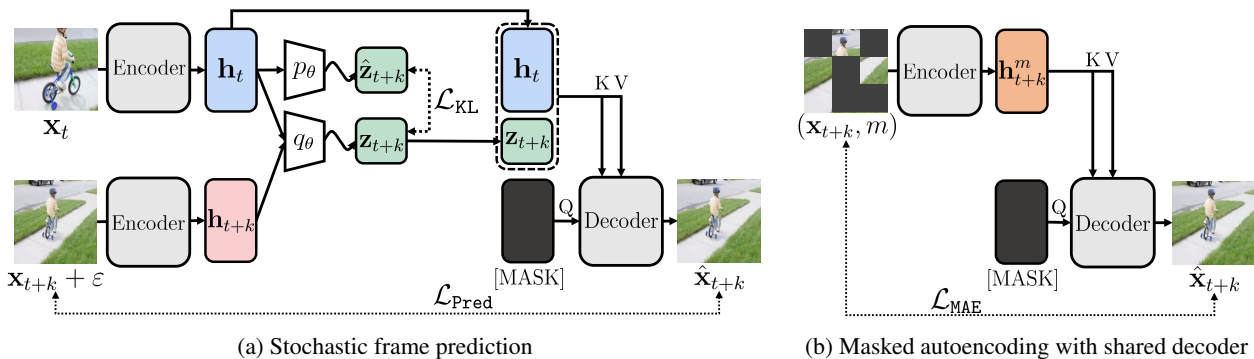 Encoder
h_t
p_θ
ẑ_{t+k}
h_t
K V
x_t
L_KL
q_θ
z_{t+k}
z_{t+k}
Encoder
h_{t+k}
Q
Decoder
x_{t+k} + ε
[MASK]
x̂_{t+k}
L_Pred
(a) Stochastic frame prediction
Encoder
h^m_{t+k}
K V
(x_{t+k}, m)
Q
Decoder
[MASK]
x̂_{t+k}
L_MAE
(b) Masked autoencoding with shared decoder